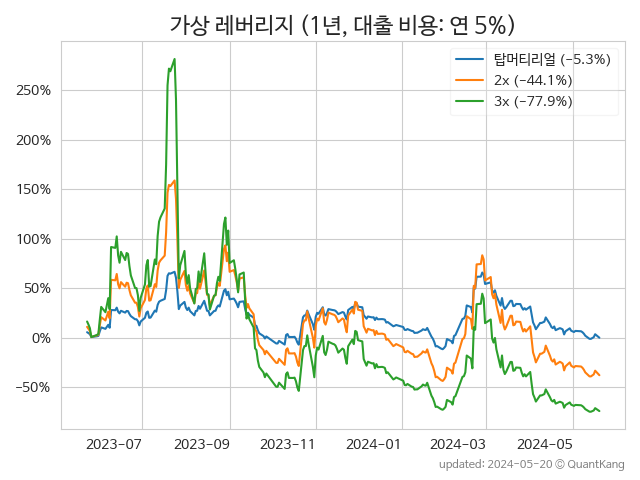 가상 레버리지 (1년, 대출 비용: 연 5%)
탑머티리얼 (−5.3%)
2x (−44.1%)
3x (−77.9%)
250%
200%
150%
100%
50%
0%
−50%
2023-07
2023-09
2023-11
2024-01
2024-03
2024-05
updated: 2024-05-20 © QuantKang